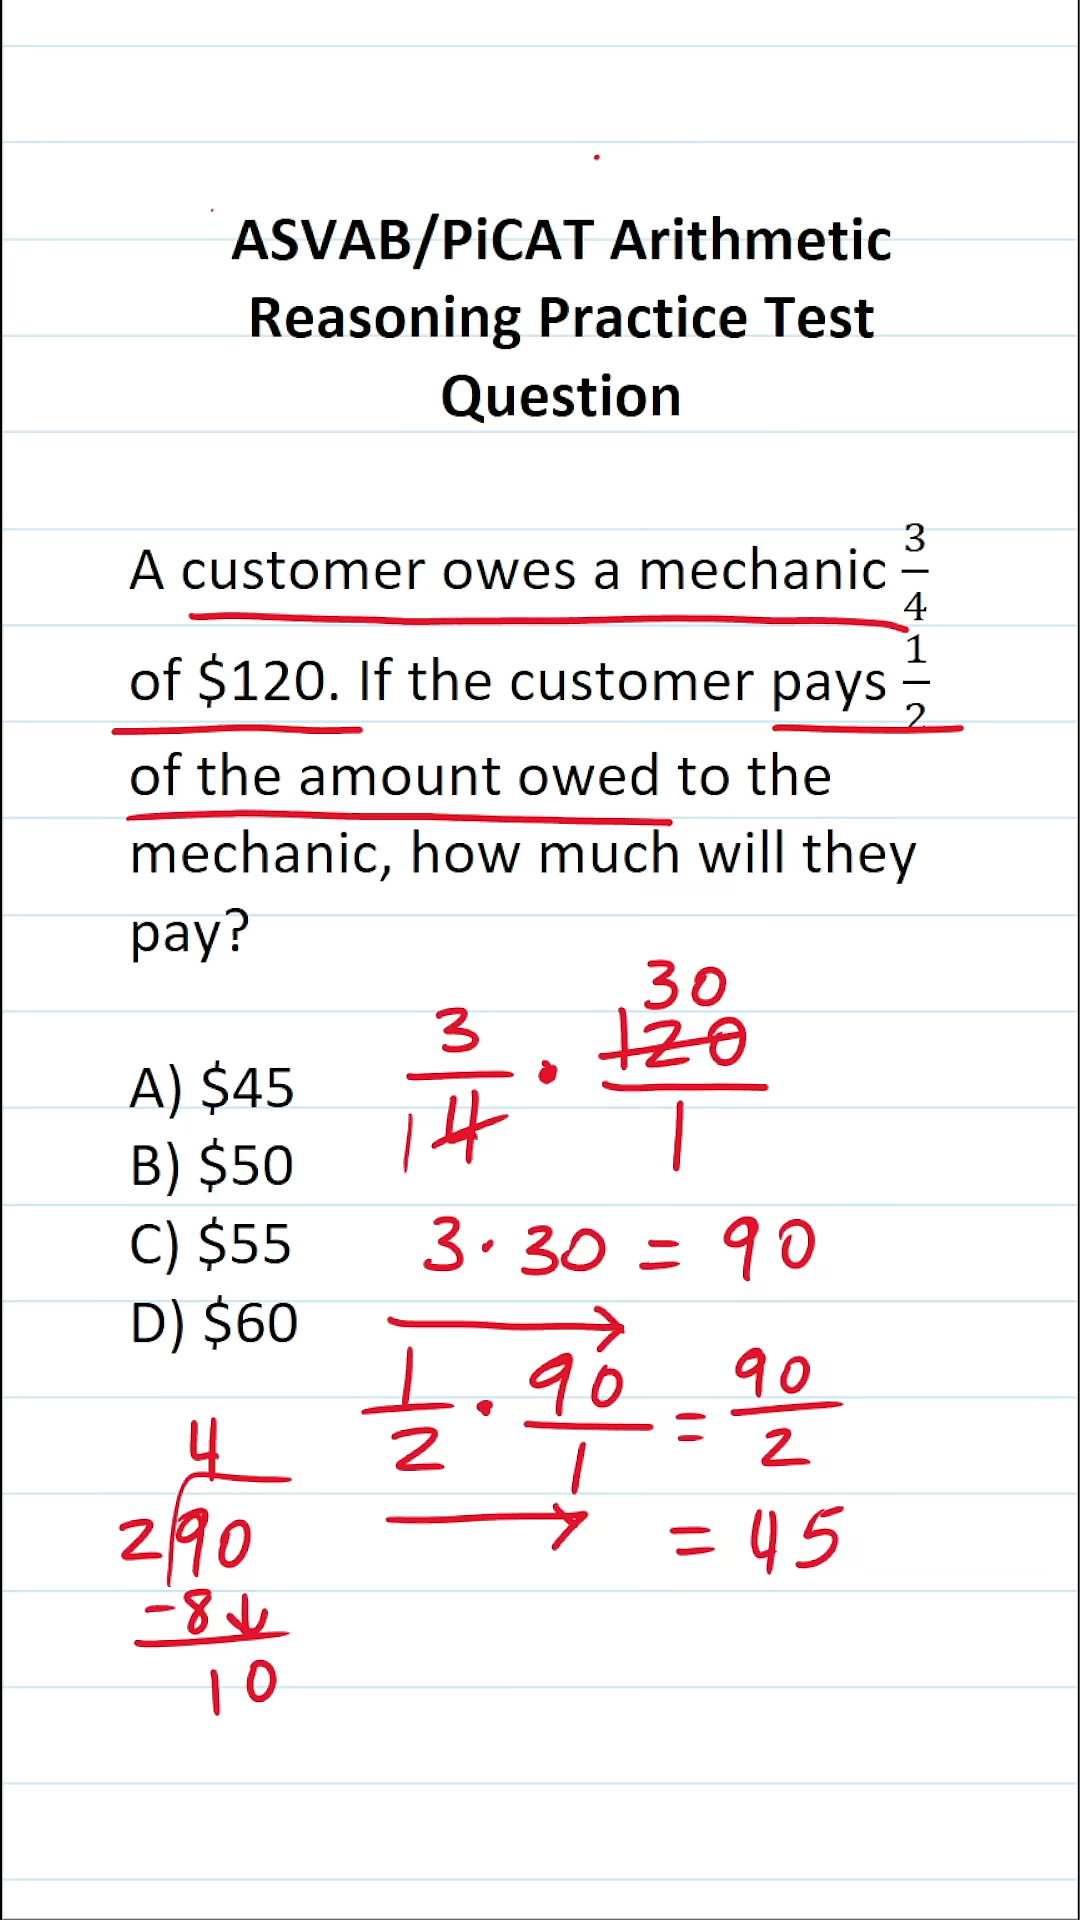 ASVAB/PiCAT Arithmetic
Reasoning Practice Test
Question
A customer owes a mechanic 3/4
of $120. If the customer pays 1/2
of the amount owed to the
mechanic, how much will they
pay?
A) $45
B) $50
C) $55
D) $60
30
3 · 120
1 4 1
3 · 30 = 90
1/2 · 90/1 = 90/2
= 45
4
2 90
-8
10